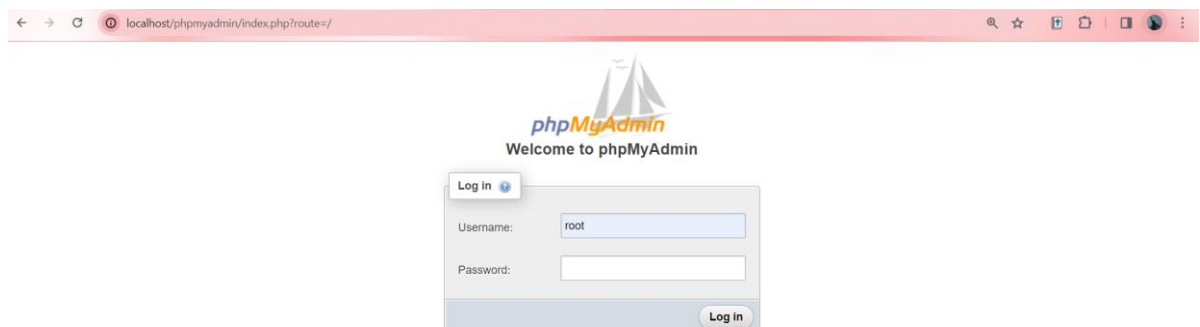 localhost/phpmyadmin/index.php?route=/
phpMyAdmin
Welcome to phpMyAdmin
Log in
Username: root
Password:
Log in